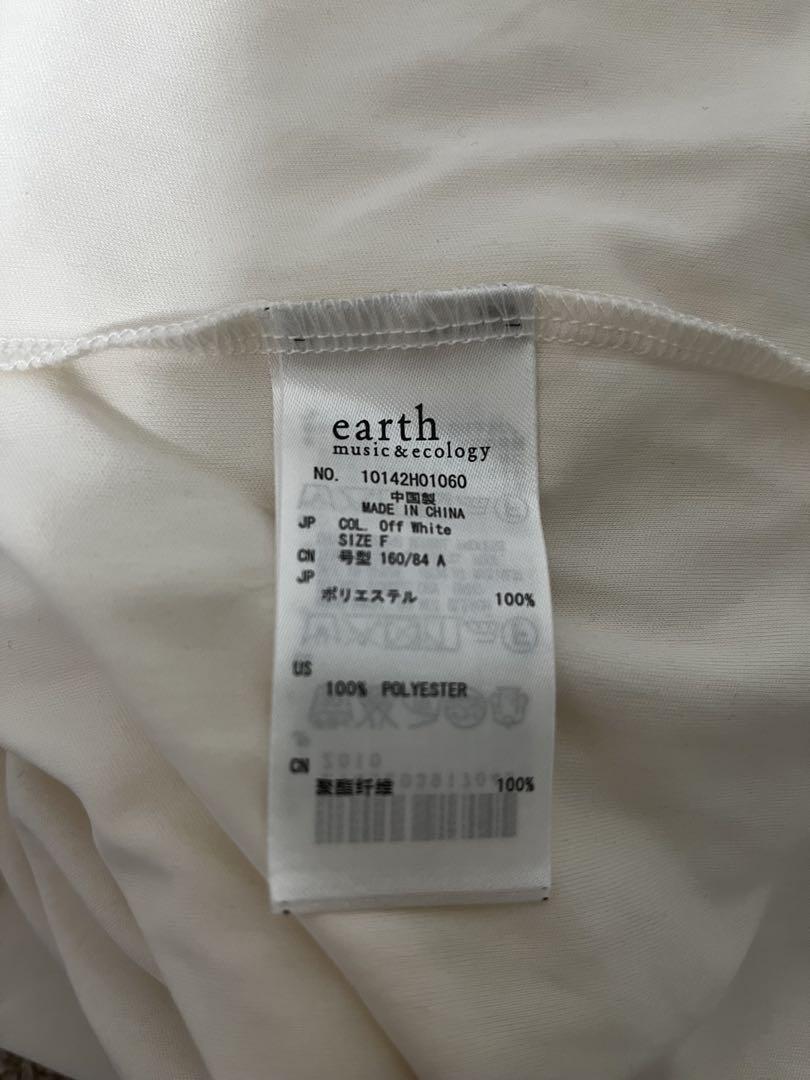 earth
music&ecology
NO. 10142H01060
中国製
MADE IN CHINA
JP COL. Off White
SIZE F
CN 号型 160/84 A
JP
ポリエステル 100%
US
100% POLYESTER
CN
聚酯纤维 100%